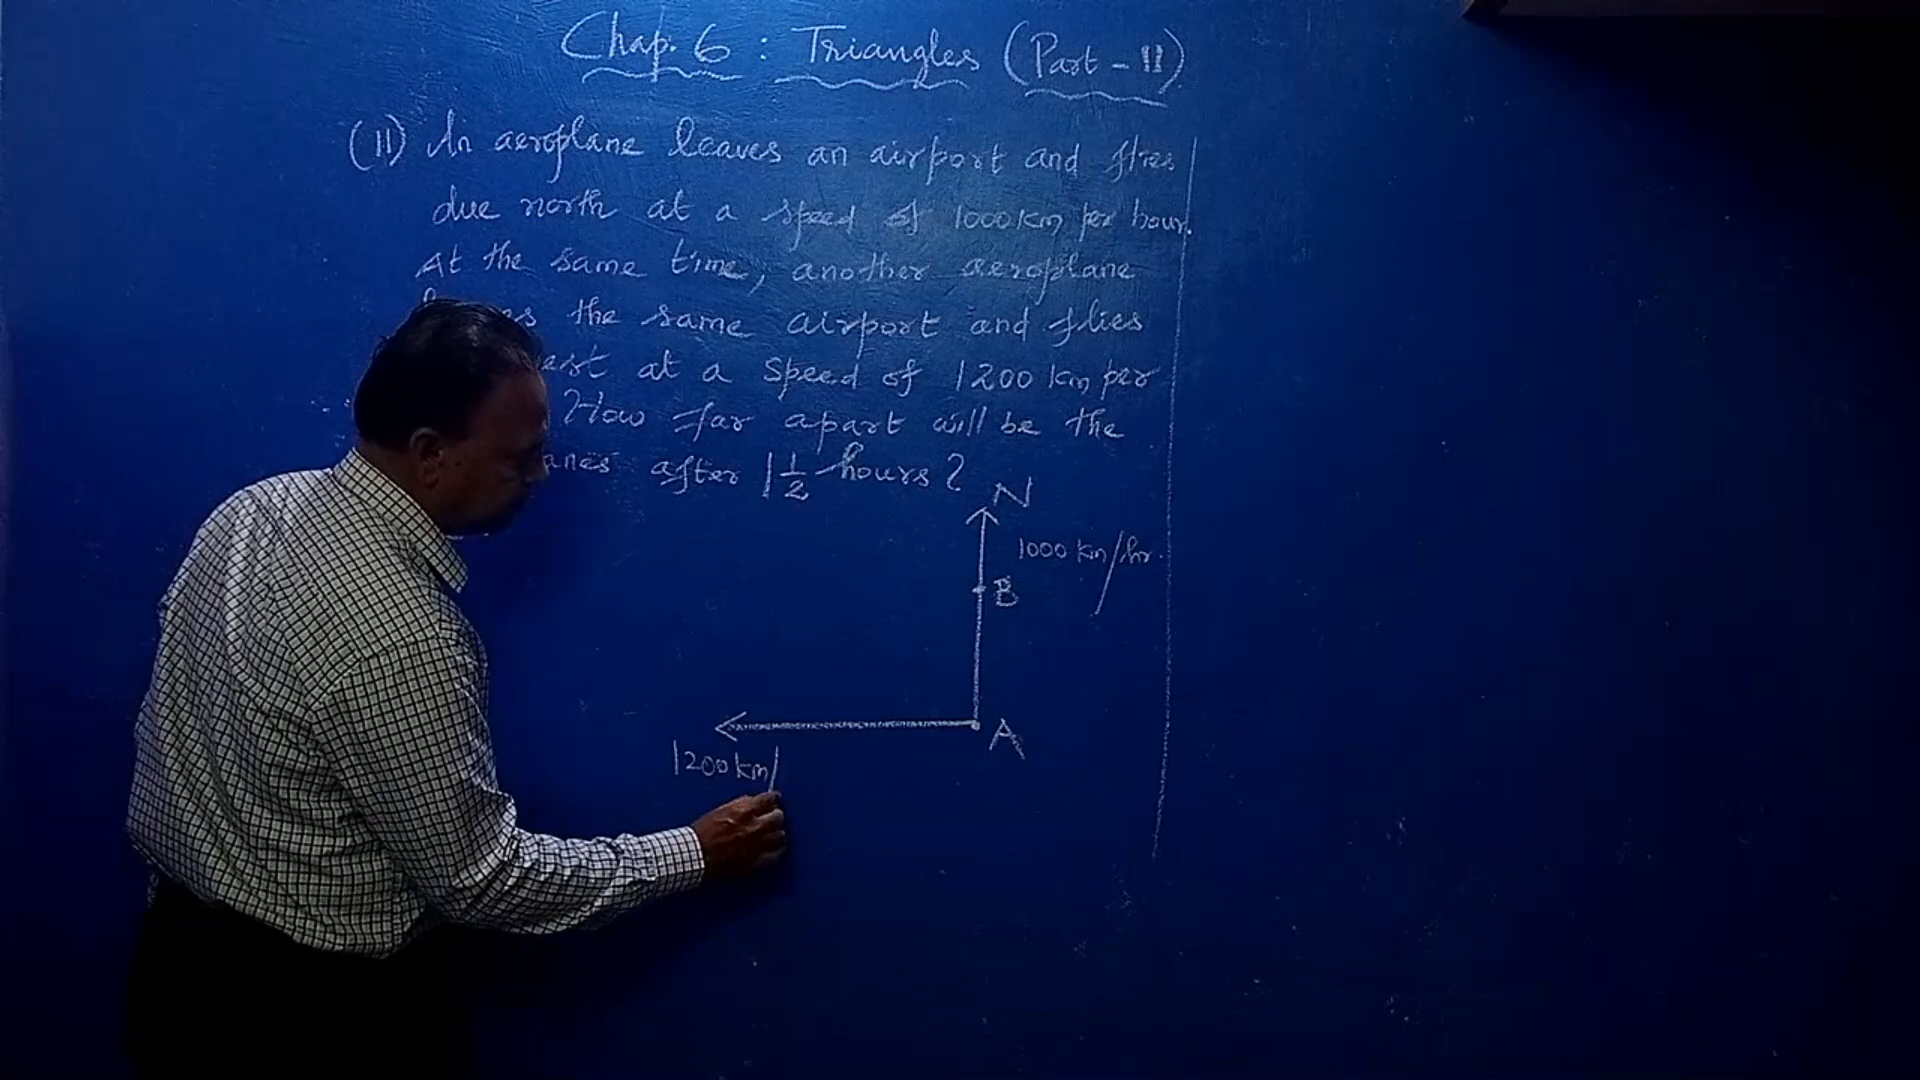 Chap. 6 : Triangles (Part - II)
(11) An aeroplane leaves an airport and flies
due north at a speed of 1000 km per hour.
At the same time, another aeroplane
the same airport and flies
at a speed of 1200 km per
How far apart will be the
after 1 1/2 hours?
N
1000 km/hr.
B
A
1200 km/